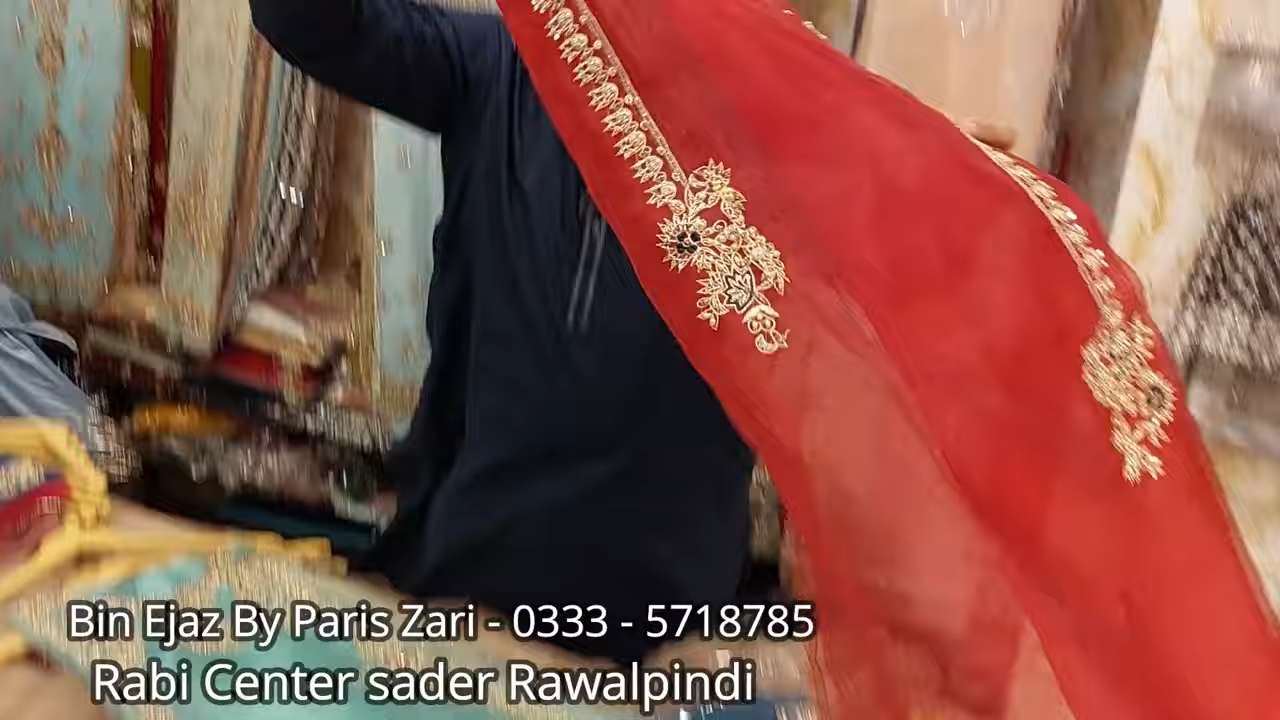 Bin Ejaz By Paris Zari - 0333 - 5718785
Rabi Center sader Rawalpindi